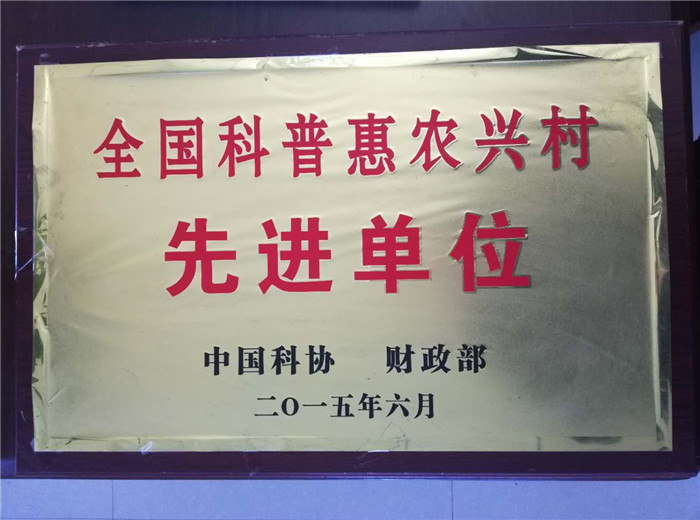 全国科普惠农兴村
先进单位
中国科协 财政部
二〇一五年六月